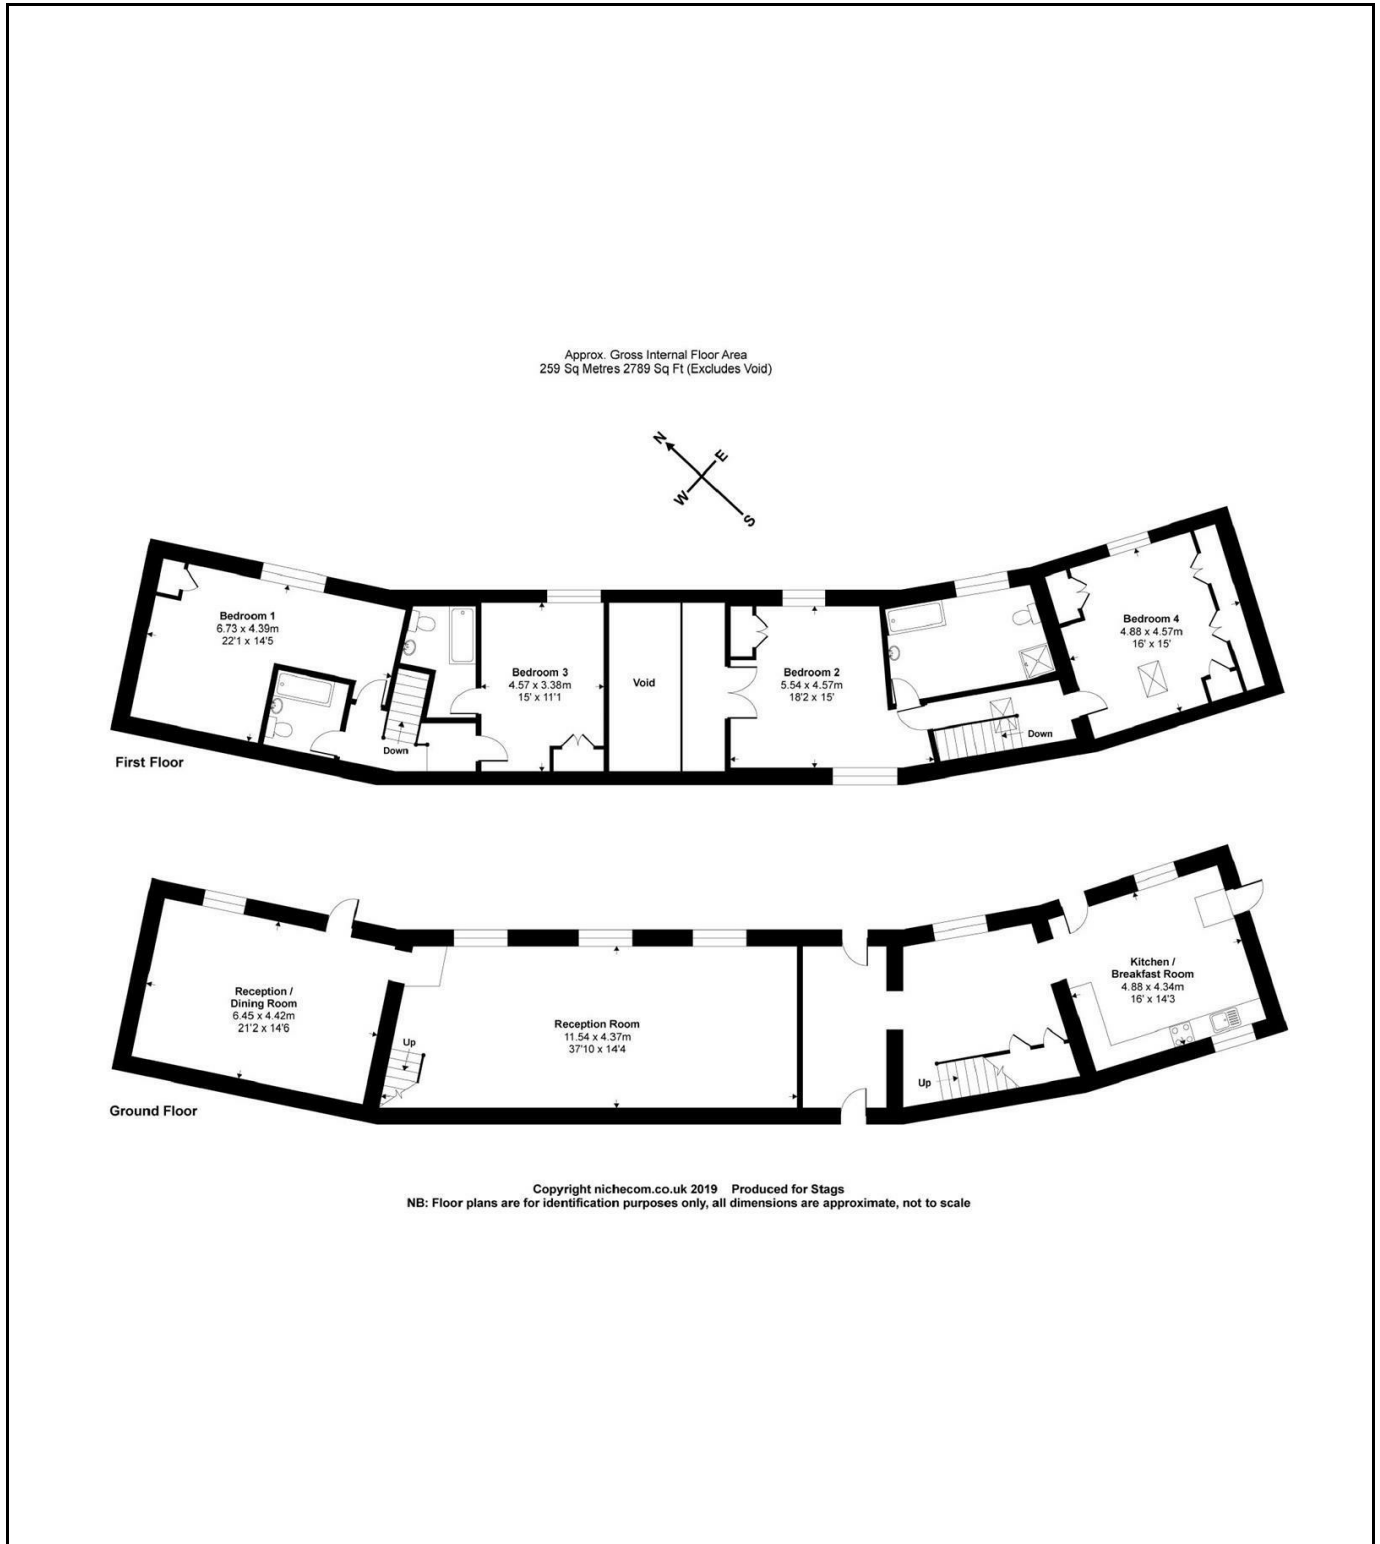 Approx. Gross Internal Floor Area
259 Sq Metres 2789 Sq Ft (Excludes Void)
N
E
W
S
Bedroom 1
6.73 x 4.39m
22'1 x 14'5
Bedroom 3
4.57 x 3.38m
15' x 11'1
Void
Bedroom 2
5.54 x 4.57m
18'2 x 15'
Bedroom 4
4.88 x 4.57m
16' x 15'
Down
Down
First Floor
Reception /
Dining Room
6.45 x 4.42m
21'2 x 14'6
Up
Reception Room
11.54 x 4.37m
37'10 x 14'4
Up
Kitchen /
Breakfast Room
4.88 x 4.34m
16' x 14'3
Ground Floor
Copyright nichecom.co.uk 2019 Produced for Stags
NB: Floor plans are for identification purposes only, all dimensions are approximate, not to scale